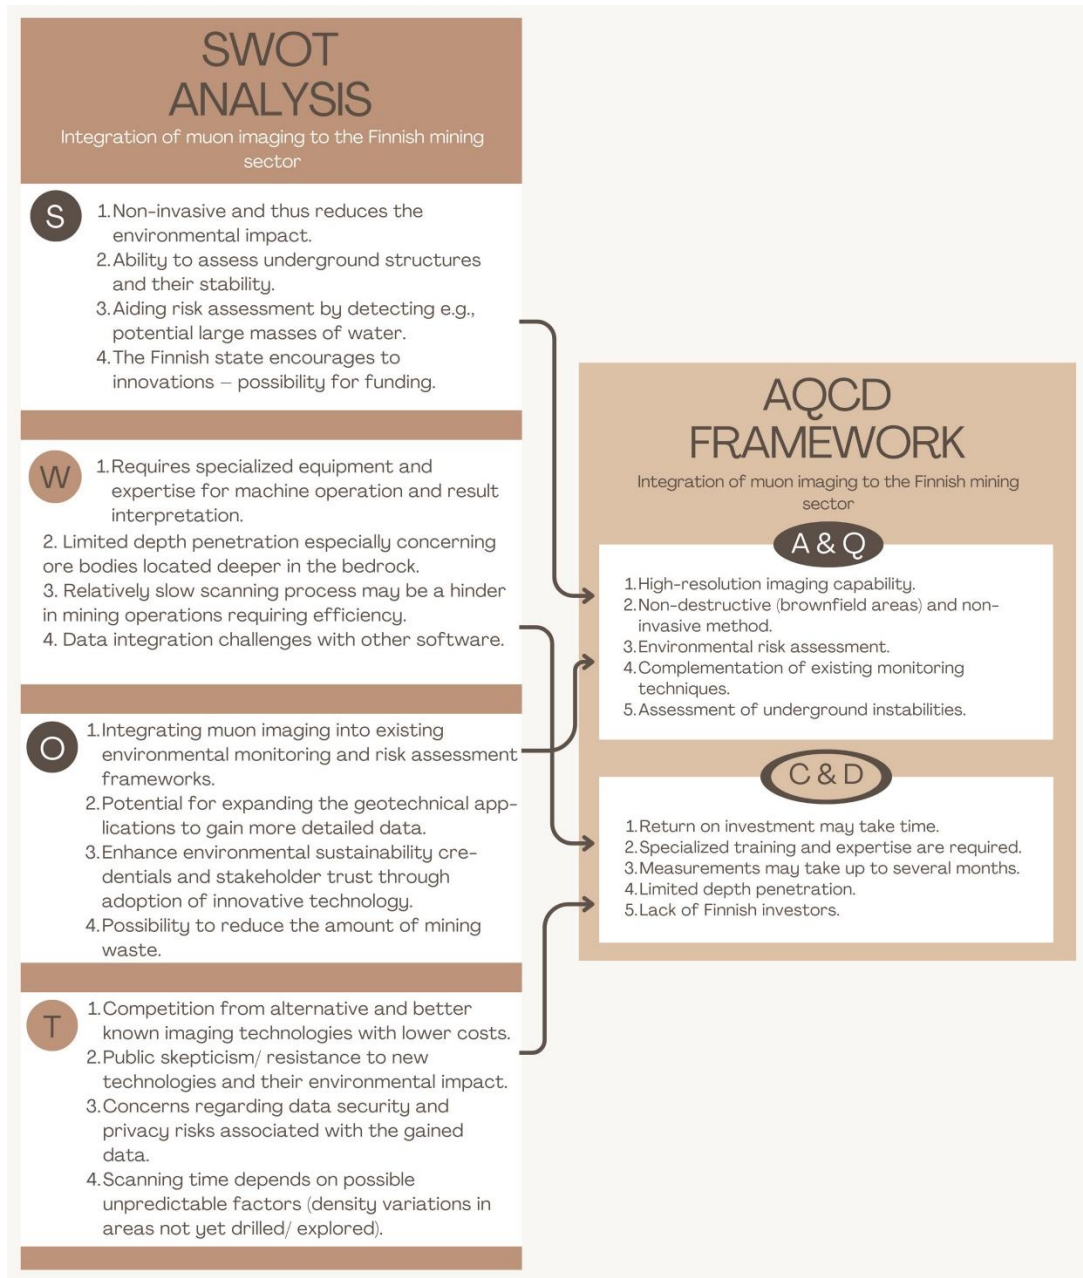 SWOT
ANALYSIS
Integration of muon imaging to the Finnish mining
sector
S
1.Non-invasive and thus reduces the
environmental impact.
2.Ability to assess underground structures
and their stability.
3.Aiding risk assessment by detecting e.g.,
potential large masses of water.
4.The Finnish state encourages to
innovations – possibility for funding.
W
1.Requires specialized equipment and
expertise for machine operation and result
interpretation.
2. Limited depth penetration especially concerning
ore bodies located deeper in the bedrock.
3. Relatively slow scanning process may be a hinder
in mining operations requiring efficiency.
4. Data integration challenges with other software.
O
1.Integrating muon imaging into existing
environmental monitoring and risk assessment
frameworks.
2.Potential for expanding the geotechnical app-
lications to gain more detailed data.
3.Enhance environmental sustainability cre-
dentials and stakeholder trust through
adoption of innovative technology.
4.Possibility to reduce the amount of mining
waste.
T
1.Competition from alternative and better
known imaging technologies with lower costs.
2.Public skepticism/ resistance to new
technologies and their environmental impact.
3.Concerns regarding data security and
privacy risks associated with the gained
data.
4.Scanning time depends on possible
unpredictable factors (density variations in
areas not yet drilled/ explored).
AQCD
FRAMEWORK
Integration of muon imaging to the Finnish mining
sector
A & Q
1.High-resolution imaging capability.
2.Non-destructive (brownfield areas) and non-
invasive method.
3.Environmental risk assessment.
4.Complementation of existing monitoring
techniques.
5.Assessment of underground instabilities.
C & D
1.Return on investment may take time.
2.Specialized training and expertise are required.
3.Measurements may take up to several months.
4.Limited depth penetration.
5.Lack of Finnish investors.